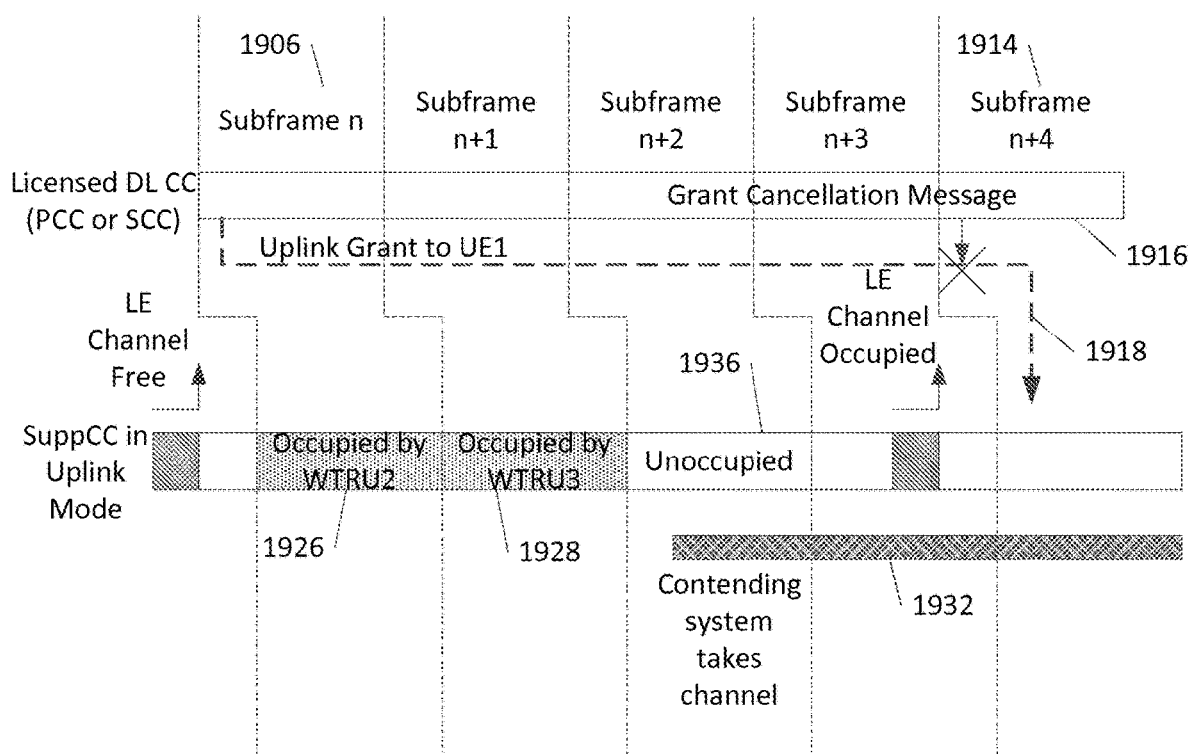 1906
1914
Subframe n
Subframe
n+1
Subframe
n+2
Subframe
n+3
Subframe
n+4
Licensed DL CC
(PCC or SCC)
Grant Cancellation Message
Uplink Grant to UE1
1916
LE
Channel
Free
LE
Channel
Occupied
1918
1936
SuppCC in
Uplink
Mode
Occupied by
WTRU2
Occupied by
WTRU3
Unoccupied
1926
1928
Contending
system
takes
channel
1932